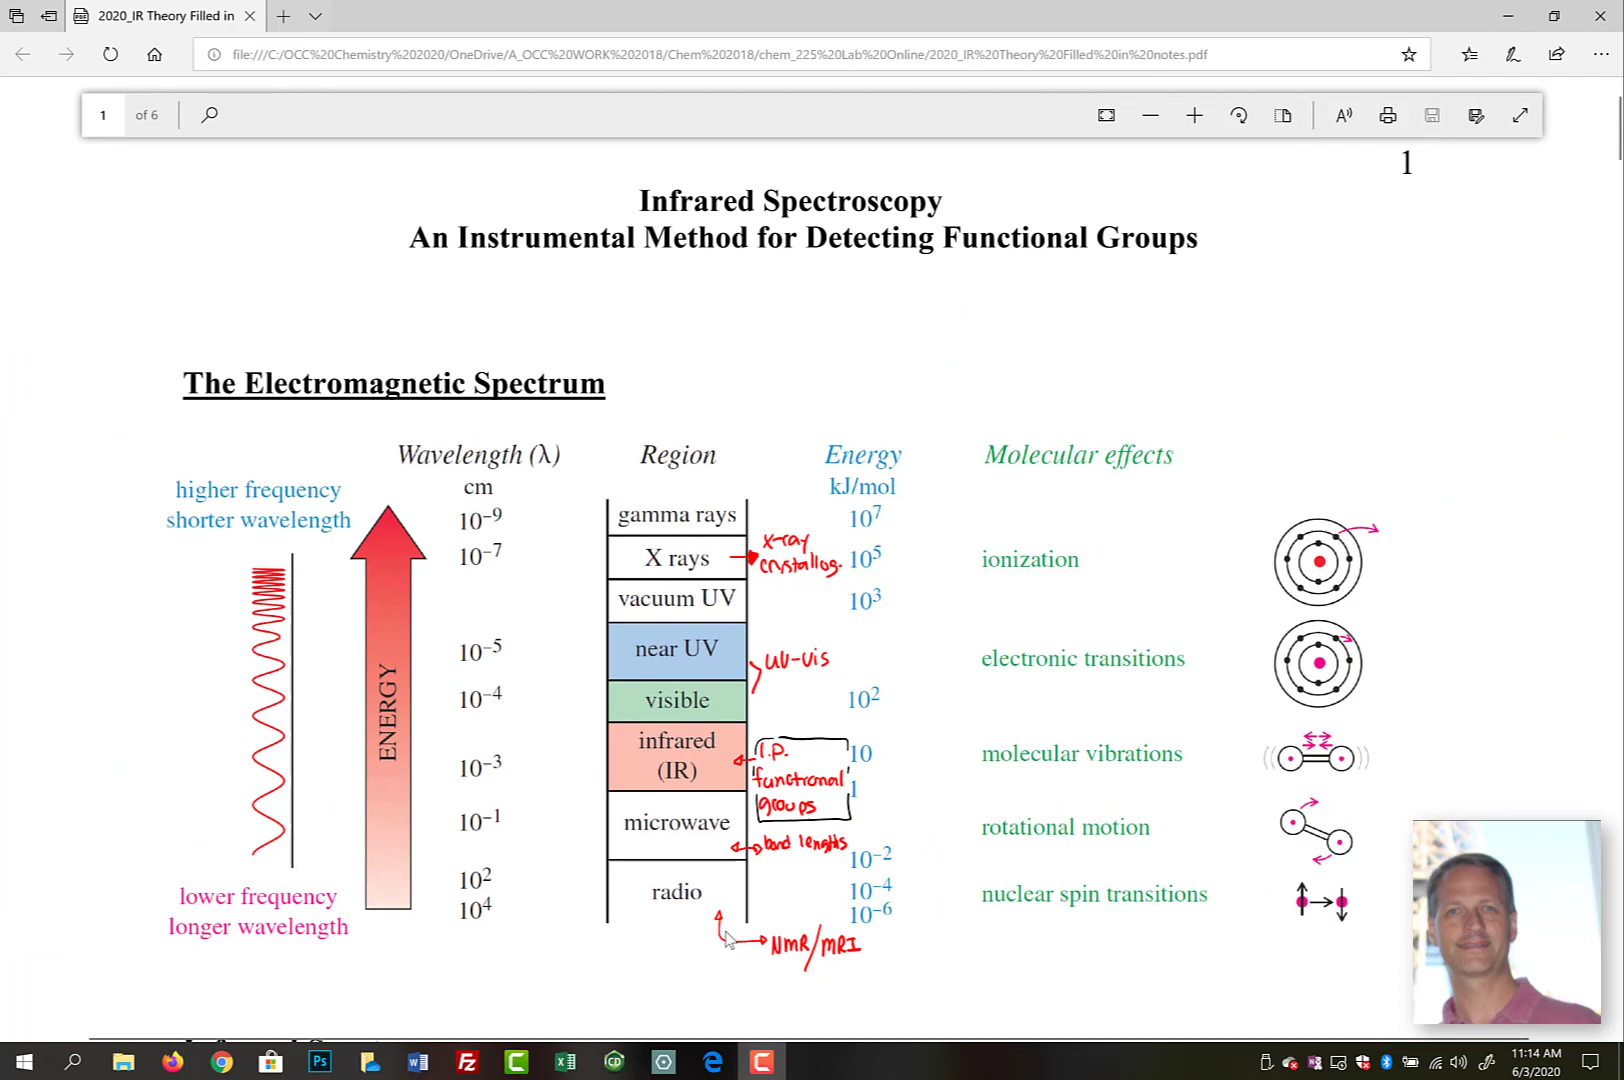 2020_IR Theory Filled in
file:///C:/OCC%20Chemistry%202020/OneDrive/A_OCC%20WORK%202018/Chem%202018/chem_225%20Lab%20Online/2020_IR%20Theory%20Filled%20in%20notes.pdf
1 of 6
1
Infrared Spectroscopy
An Instrumental Method for Detecting Functional Groups
The Electromagnetic Spectrum
Wavelength (λ) Region Energy Molecular effects
cm kJ/mol
higher frequency
shorter wavelength
10⁻⁹ gamma rays 10⁷
10⁻⁷ X rays x-ray crystallog. 10⁵ ionization
vacuum UV 10³
10⁻⁵ near UV uv-vis electronic transitions
10⁻⁴ visible 10²
ENERGY
infrared
(IR)
10⁻³
I.D.
functional
groups
10 molecular vibrations
1
10⁻¹ microwave rotational motion
bond lengths
10⁻²
10² radio 10⁻⁴ nuclear spin transitions
10⁴ 10⁻⁶
lower frequency
longer wavelength
NMR/MRI
11:14 AM
6/3/2020